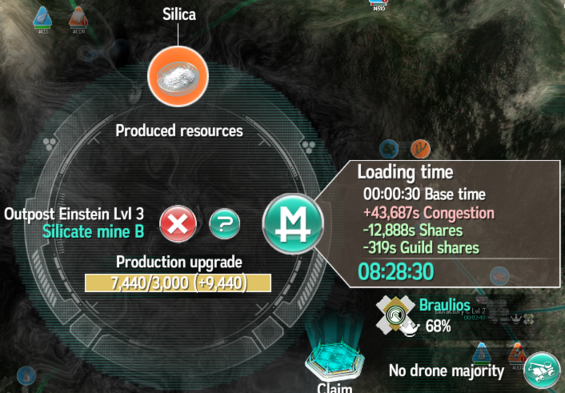 Silica
Produced resources
Outpost Einstein Lvl 3
Silicate mine B
Production upgrade
7,440/3,000 (+9,440)
Loading time
00:00:30 Base time
+43,687s Congestion
-12,888s Shares
-319s Guild shares
08:28:30
Braulios
68%
No drone majority
Claim